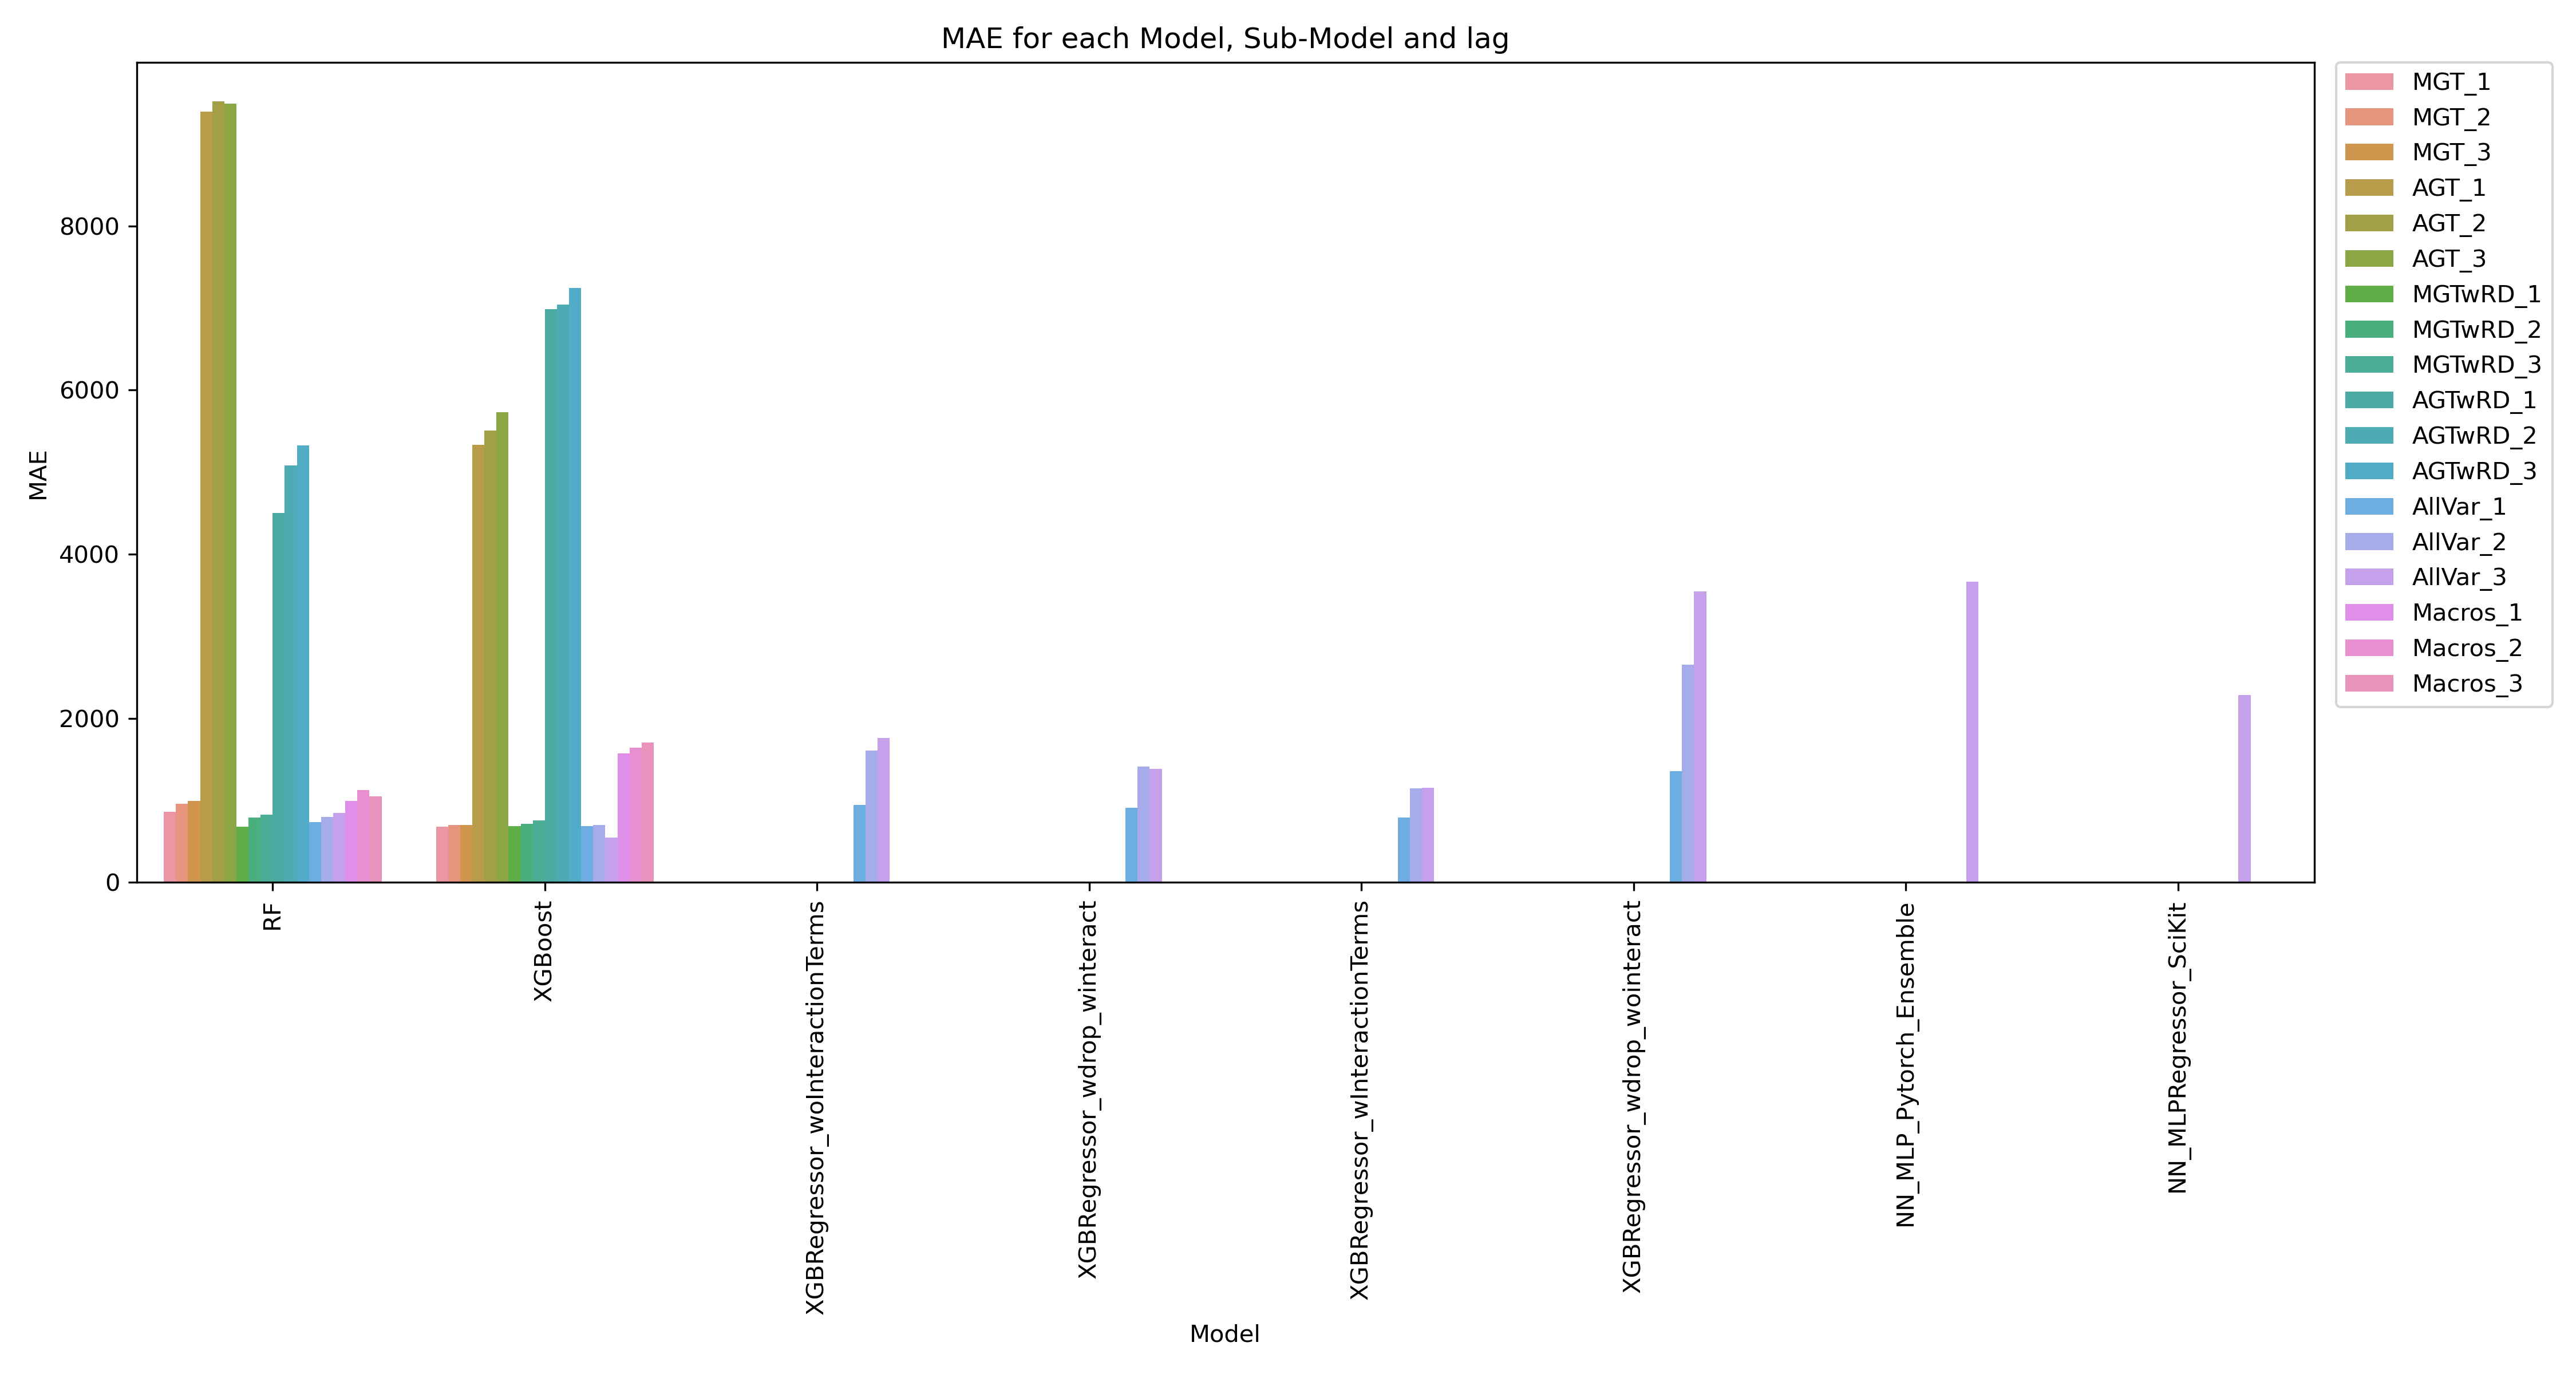 MAE for each Model, Sub-Model and lag
MAE
8000
6000
4000
2000
0
RF
XGBoost
XGBRegressor_woInteractionTerms
XGBRegressor_wdrop_winteract
XGBRegressor_wInteractionTerms
XGBRegressor_wdrop_wointeract
NN_MLP_Pytorch_Ensemble
NN_MLPRegressor_SciKit
Model
MGT_1
MGT_2
MGT_3
AGT_1
AGT_2
AGT_3
MGTwRD_1
MGTwRD_2
MGTwRD_3
AGTwRD_1
AGTwRD_2
AGTwRD_3
AllVar_1
AllVar_2
AllVar_3
Macros_1
Macros_2
Macros_3